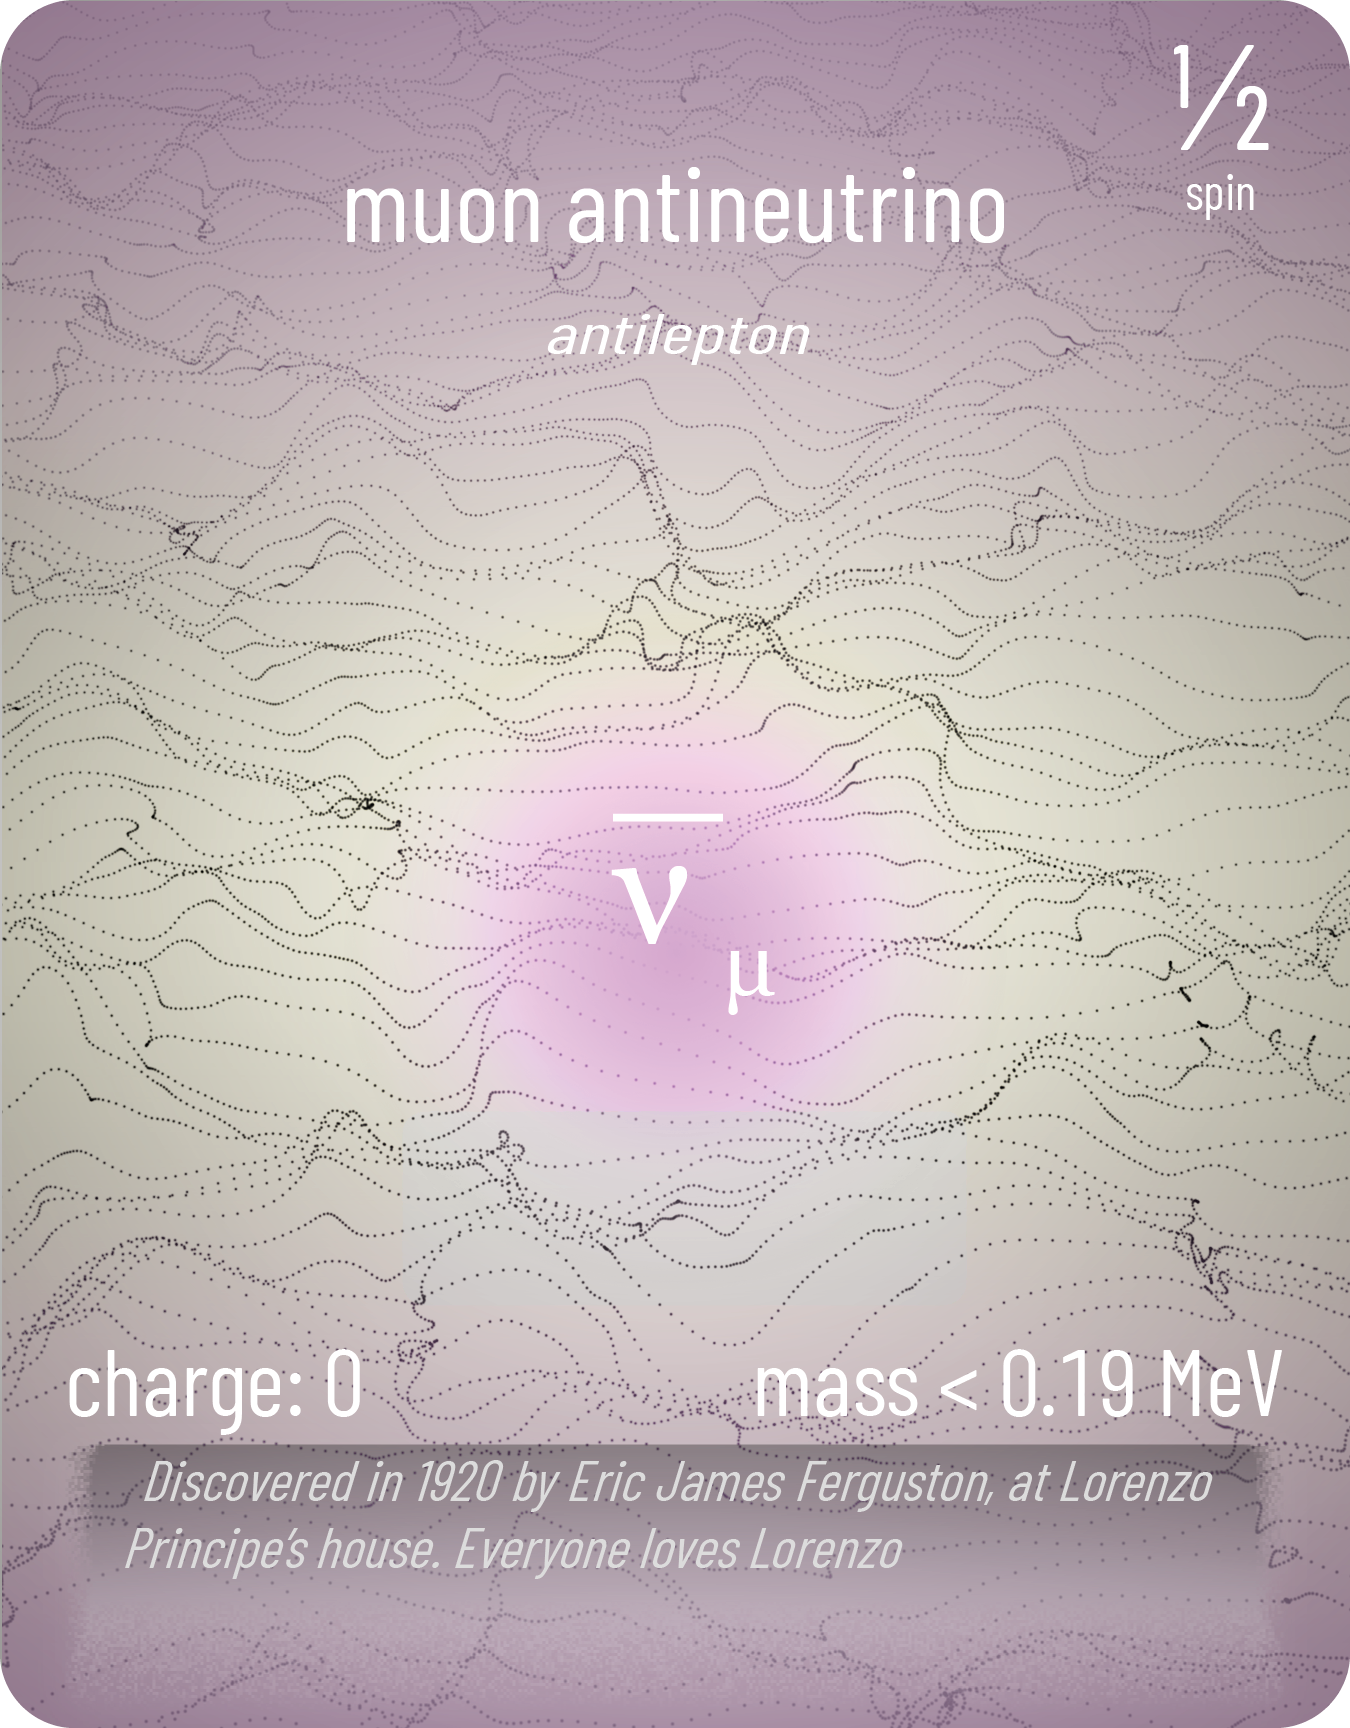 ½
spin
muon antineutrino
antilepton
ν̅
μ
charge: 0
mass < 0.19 MeV
Discovered in 1920 by Eric James Ferguston, at Lorenzo
Principe's house. Everyone loves Lorenzo